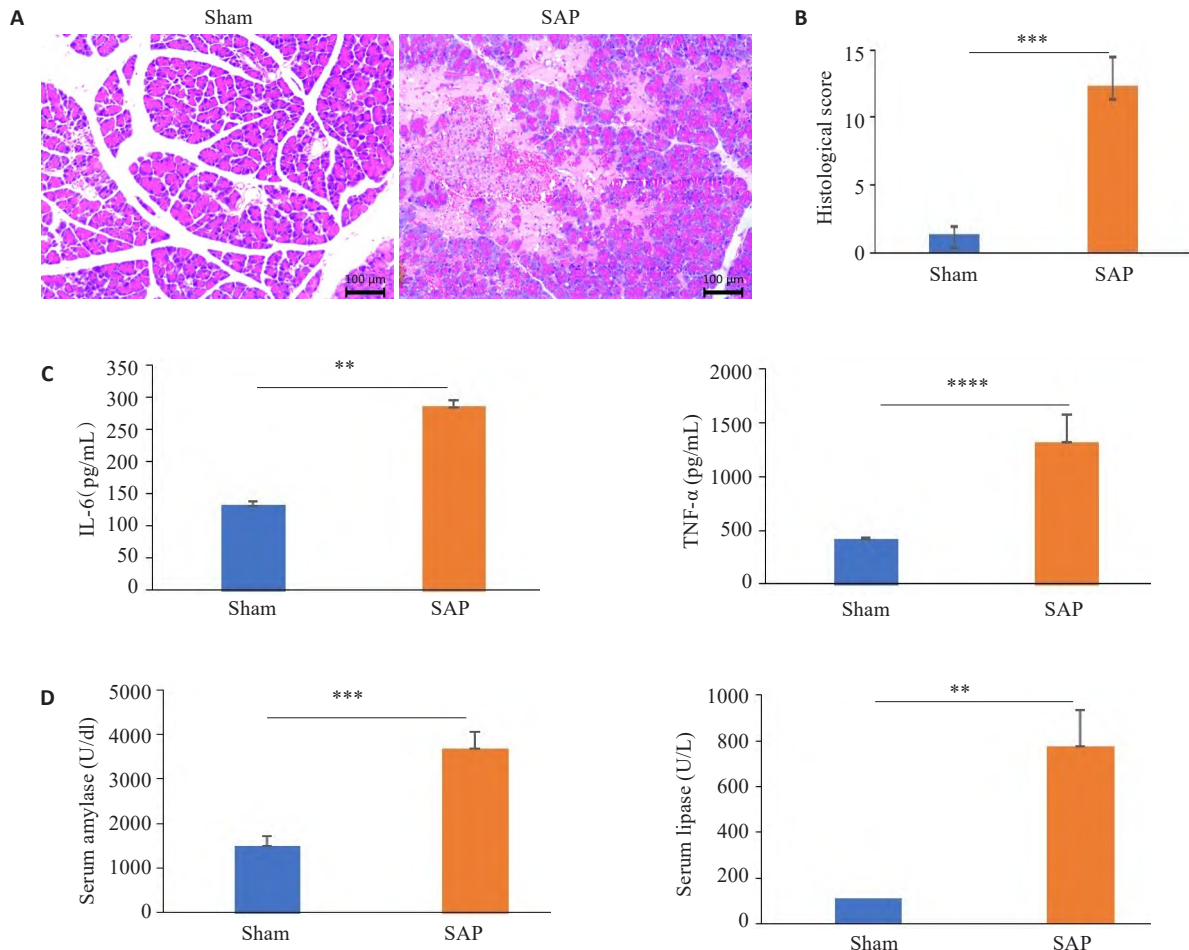 A
Sham
SAP
100 μm
100 μm
B
Histological score
15
10
5
0
***
Sham
SAP
C
IL-6(pg/mL)
350
300
250
200
150
100
50
0
**
Sham
SAP
TNF-α (pg/mL)
2000
1500
1000
500
0
****
Sham
SAP
D
Serum amylase (U/dl)
5000
4000
3000
2000
1000
0
***
Sham
SAP
Serum lipase (U/L)
1000
800
600
400
200
0
**
Sham
SAP